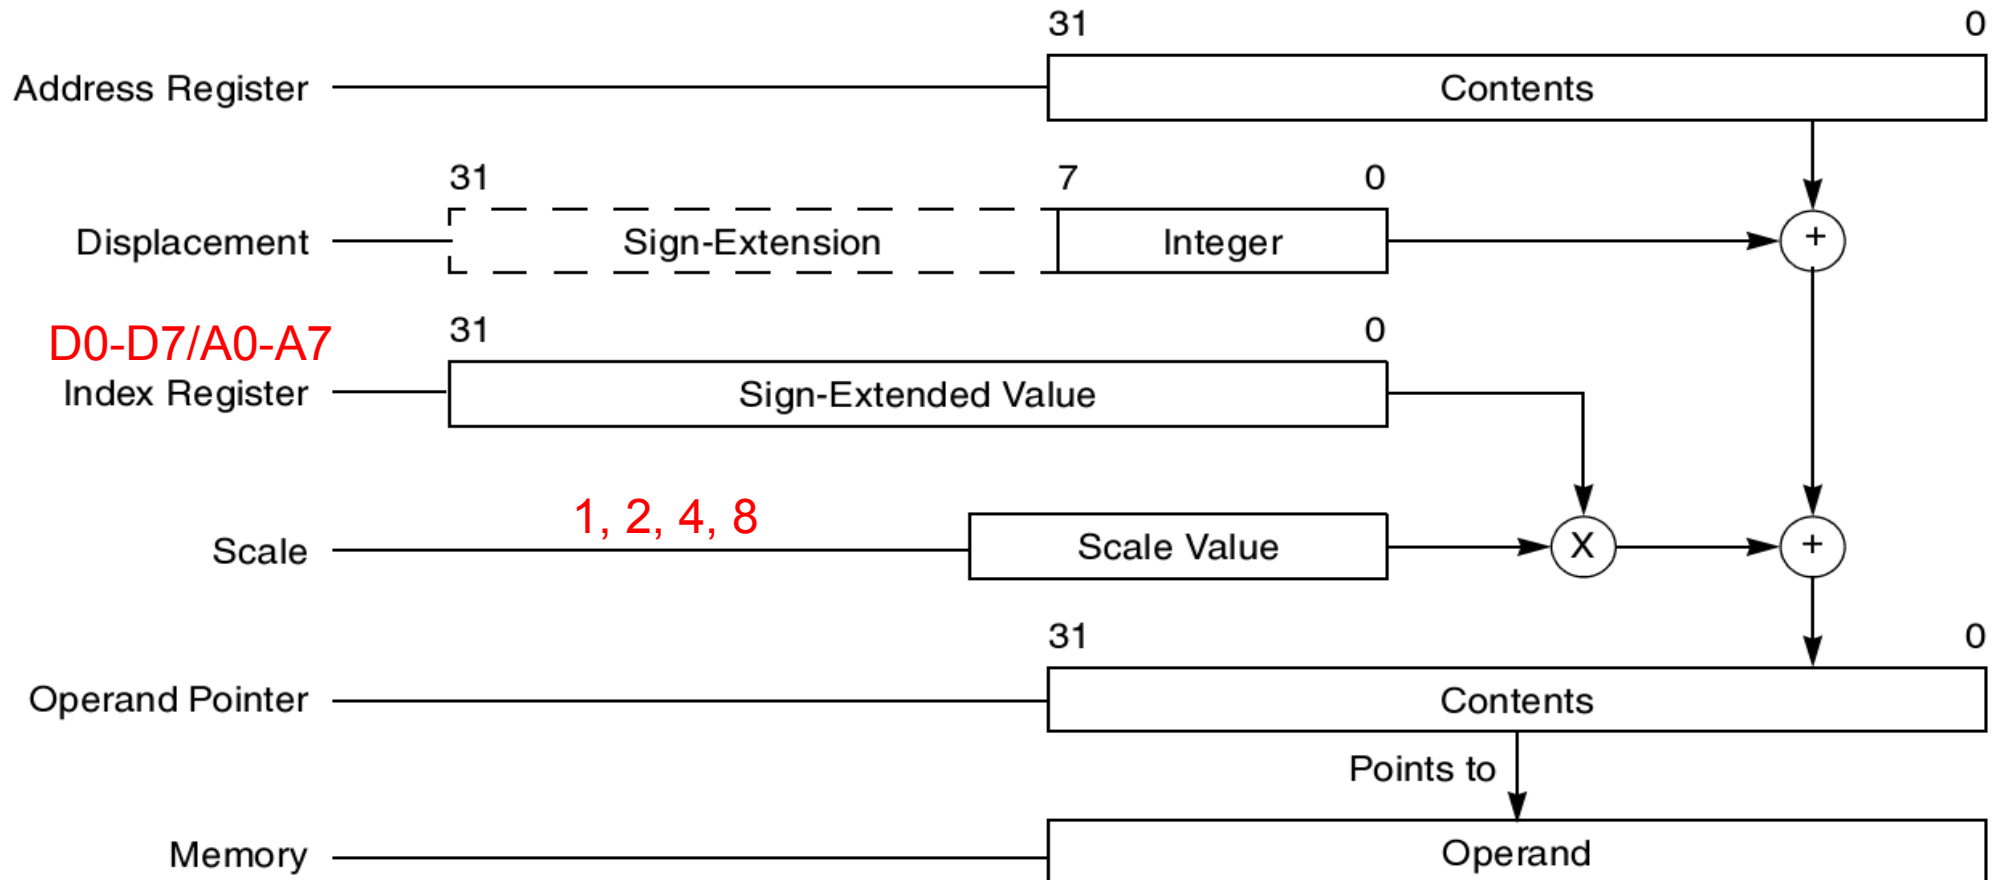 31 0
Address Register Contents
31 7 0
Displacement Sign-Extension Integer +
D0-D7/A0-A7 31 0
Index Register Sign-Extended Value
1, 2, 4, 8
Scale Scale Value X +
31 0
Operand Pointer Contents
Points to
Memory Operand